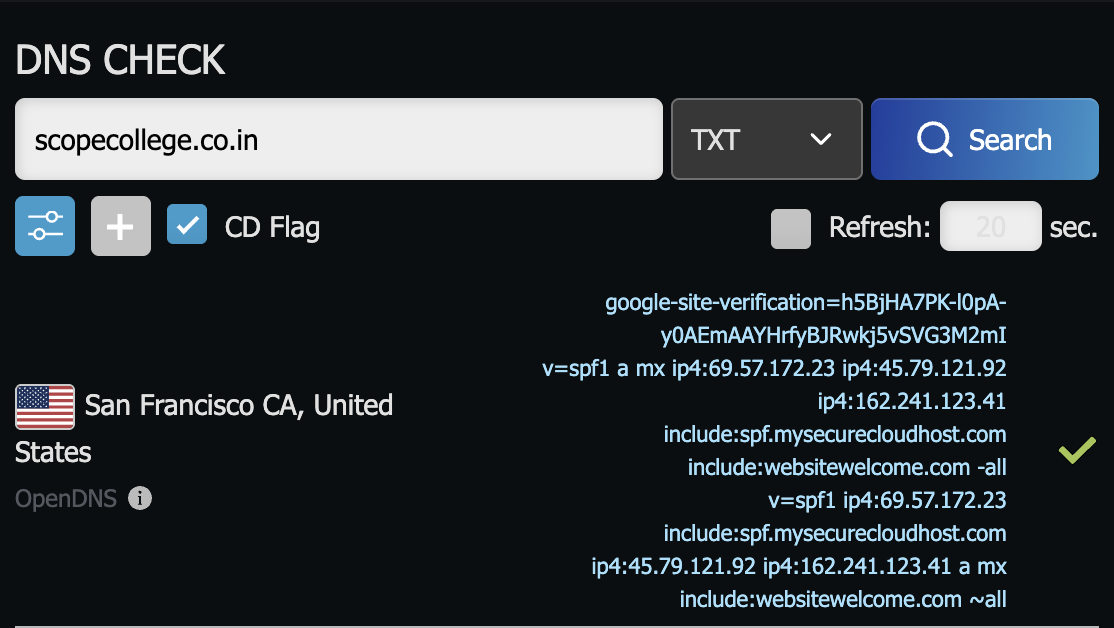 DNS CHECK
scopecollege.co.in
TXT
Search
CD Flag
Refresh: 20 sec.
google-site-verification=h5BjHA7PK-l0pA-
y0AEmAAYHrfyBJRwkj5vSVG3M2mI
v=spf1 a mx ip4:69.57.172.23 ip4:45.79.121.92
ip4:162.241.123.41
include:spf.mysecurecloudhost.com
include:websitewelcome.com -all
v=spf1 ip4:69.57.172.23
include:spf.mysecurecloudhost.com
ip4:45.79.121.92 ip4:162.241.123.41 a mx
include:websitewelcome.com ~all
San Francisco CA, United
States
OpenDNS